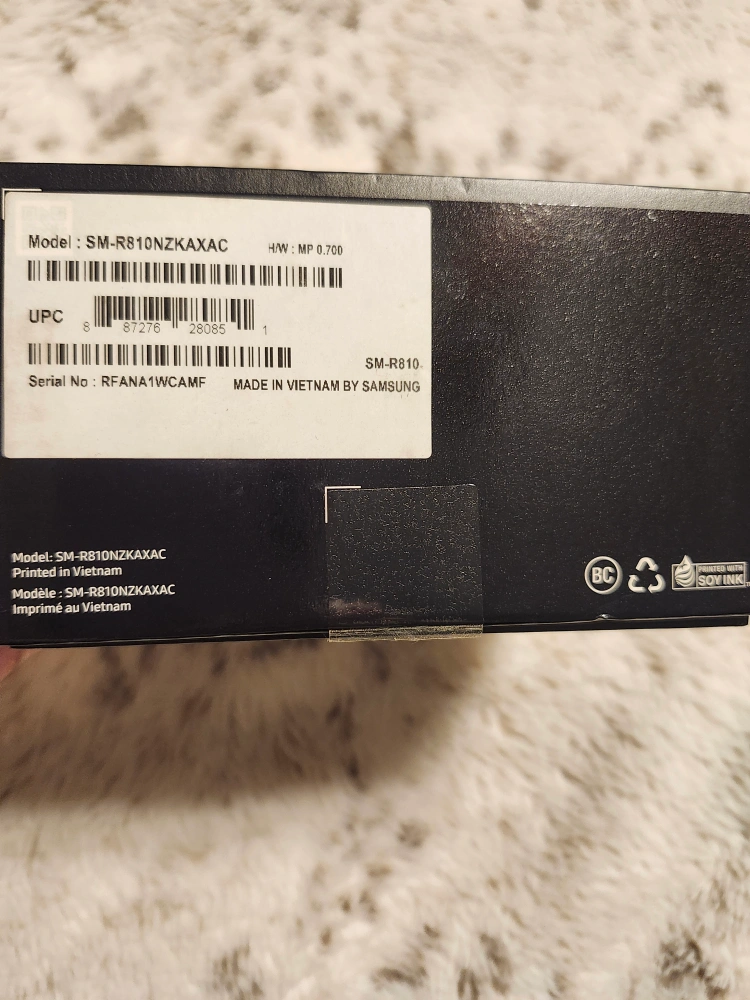 Model : SM-R810NZKAXAC H/W : MP 0.700
UPC
8 87276 28085 1
SM-R810
Serial No : RFANA1WCAMF MADE IN VIETNAM BY SAMSUNG
Model: SM-R810NZKAXAC
Printed in Vietnam
Modèle : SM-R810NZKAXAC
Imprimé au Vietnam
BC
PRINTED WITH
SOY INK